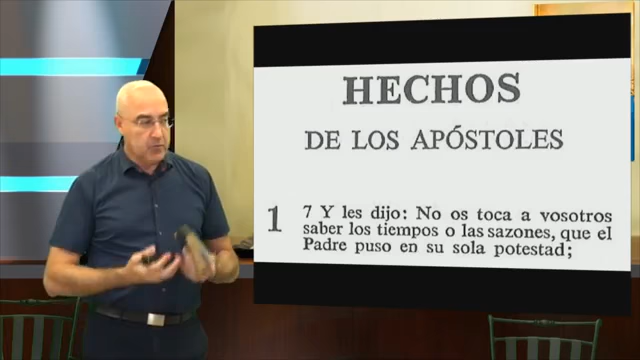 HECHOS
DE LOS APÓSTOLES
1 7 Y les dijo: No os toca a vosotros
saber los tiempos o las sazones, que el
Padre puso en su sola potestad;